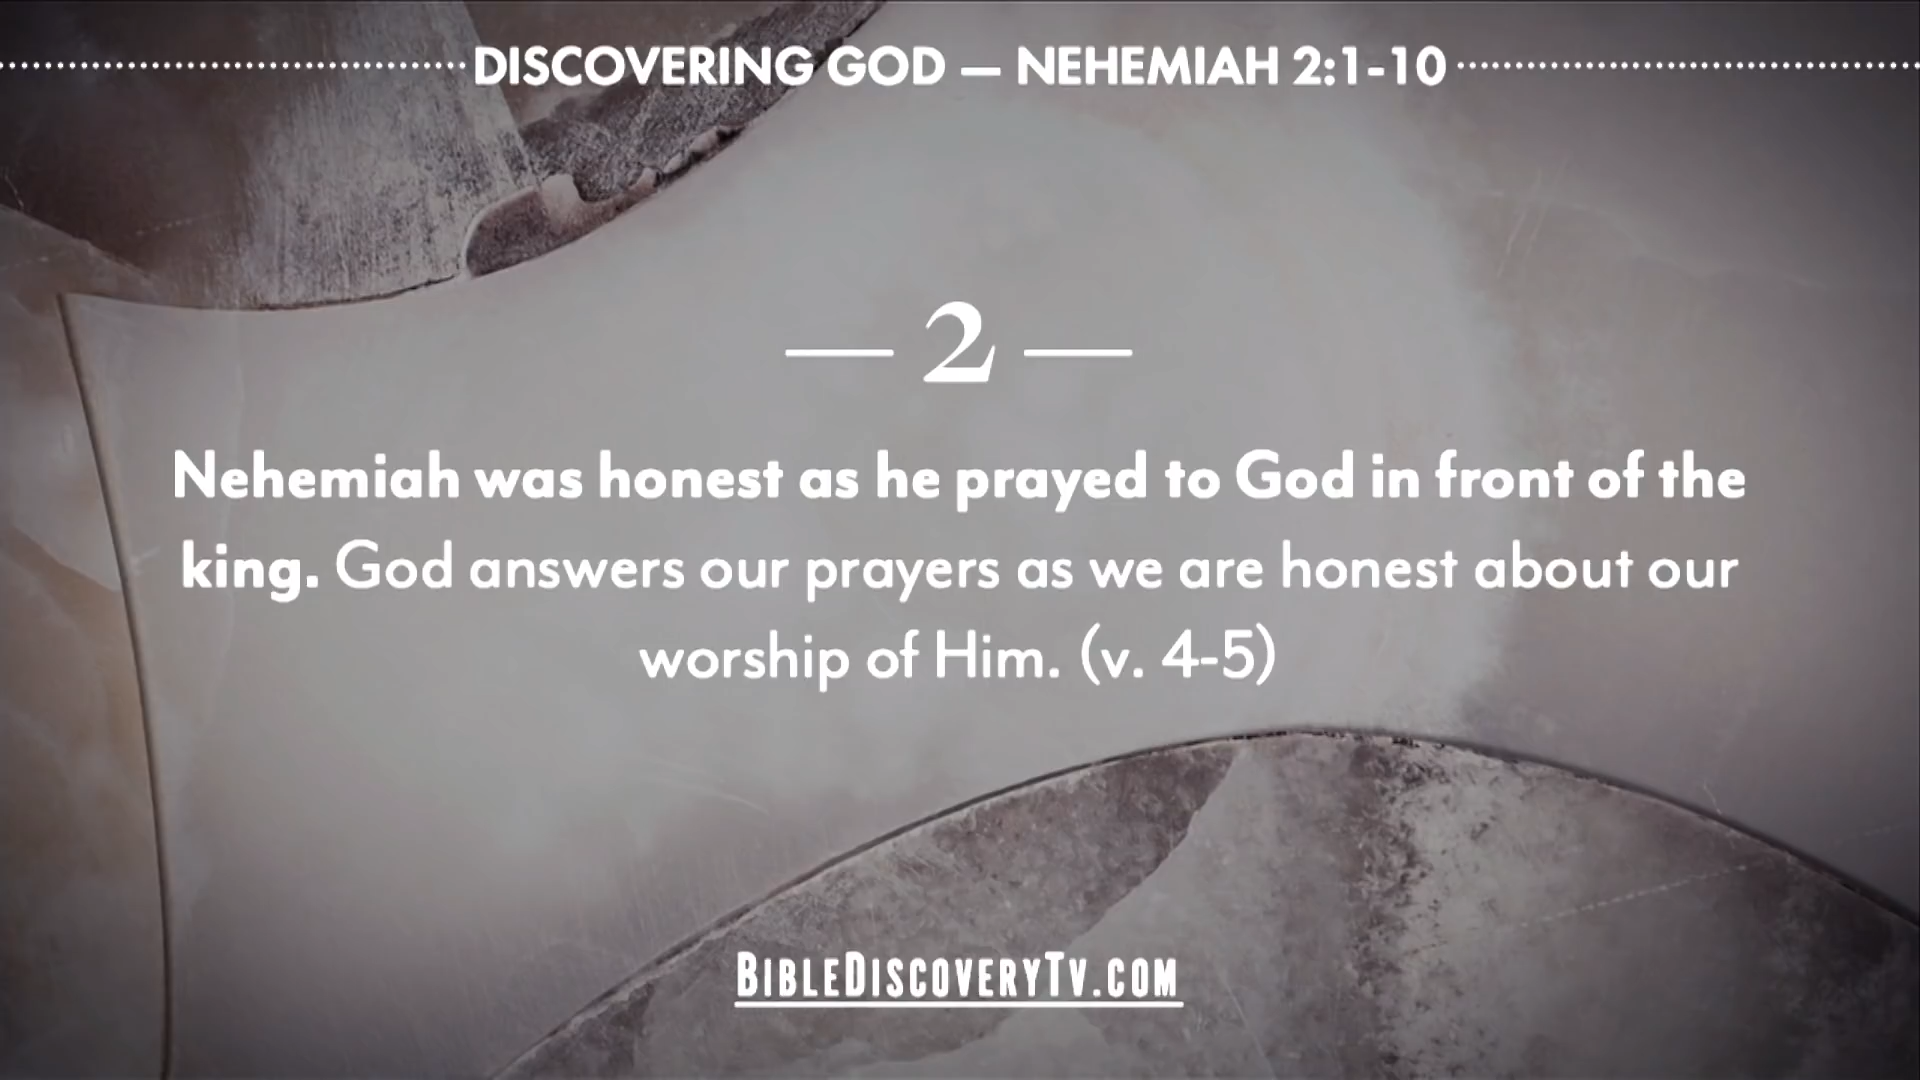 DISCOVERING GOD — NEHEMIAH 2:1-10
— 2 —
Nehemiah was honest as he prayed to God in front of the
king. God answers our prayers as we are honest about our
worship of Him. (v. 4-5)
BIBLEDISCOVERYTV.COM